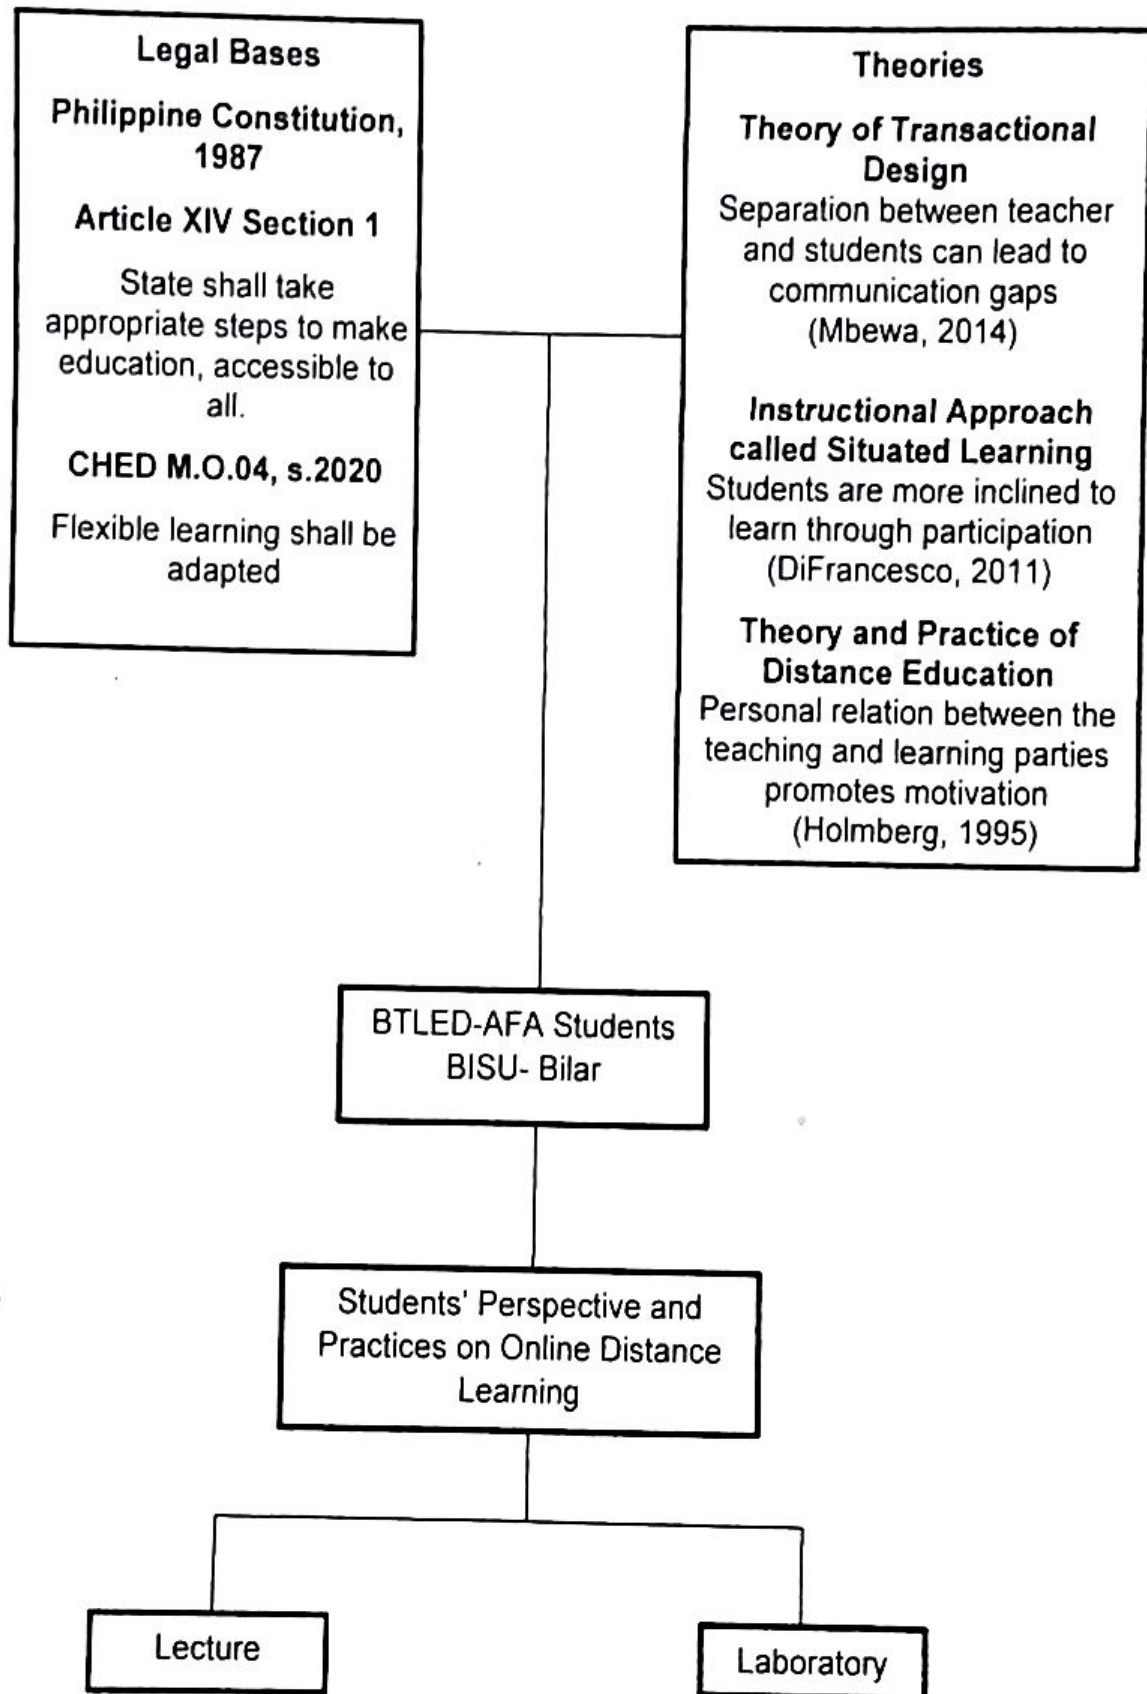 Legal Bases
Philippine Constitution,
1987
Article XIV Section 1
State shall take
appropriate steps to make
education, accessible to
all.
CHED M.O.04, s.2020
Flexible learning shall be
adapted
Theories
Theory of Transactional
Design
Separation between teacher
and students can lead to
communication gaps
(Mbewa, 2014)
Instructional Approach
called Situated Learning
Students are more inclined to
learn through participation
(DiFrancesco, 2011)
Theory and Practice of
Distance Education
Personal relation between the
teaching and learning parties
promotes motivation
(Holmberg, 1995)
BTLED-AFA Students
BISU- Bilar
Students' Perspective and
Practices on Online Distance
Learning
Lecture
Laboratory